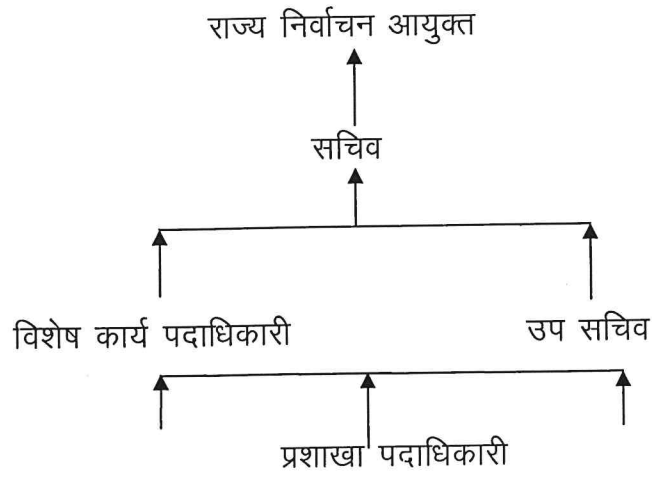 राज्य निर्वाचन आयुक्त
सचिव
विशेष कार्य पदाधिकारी
उप सचिव
प्रशाखा पदाधिकारी